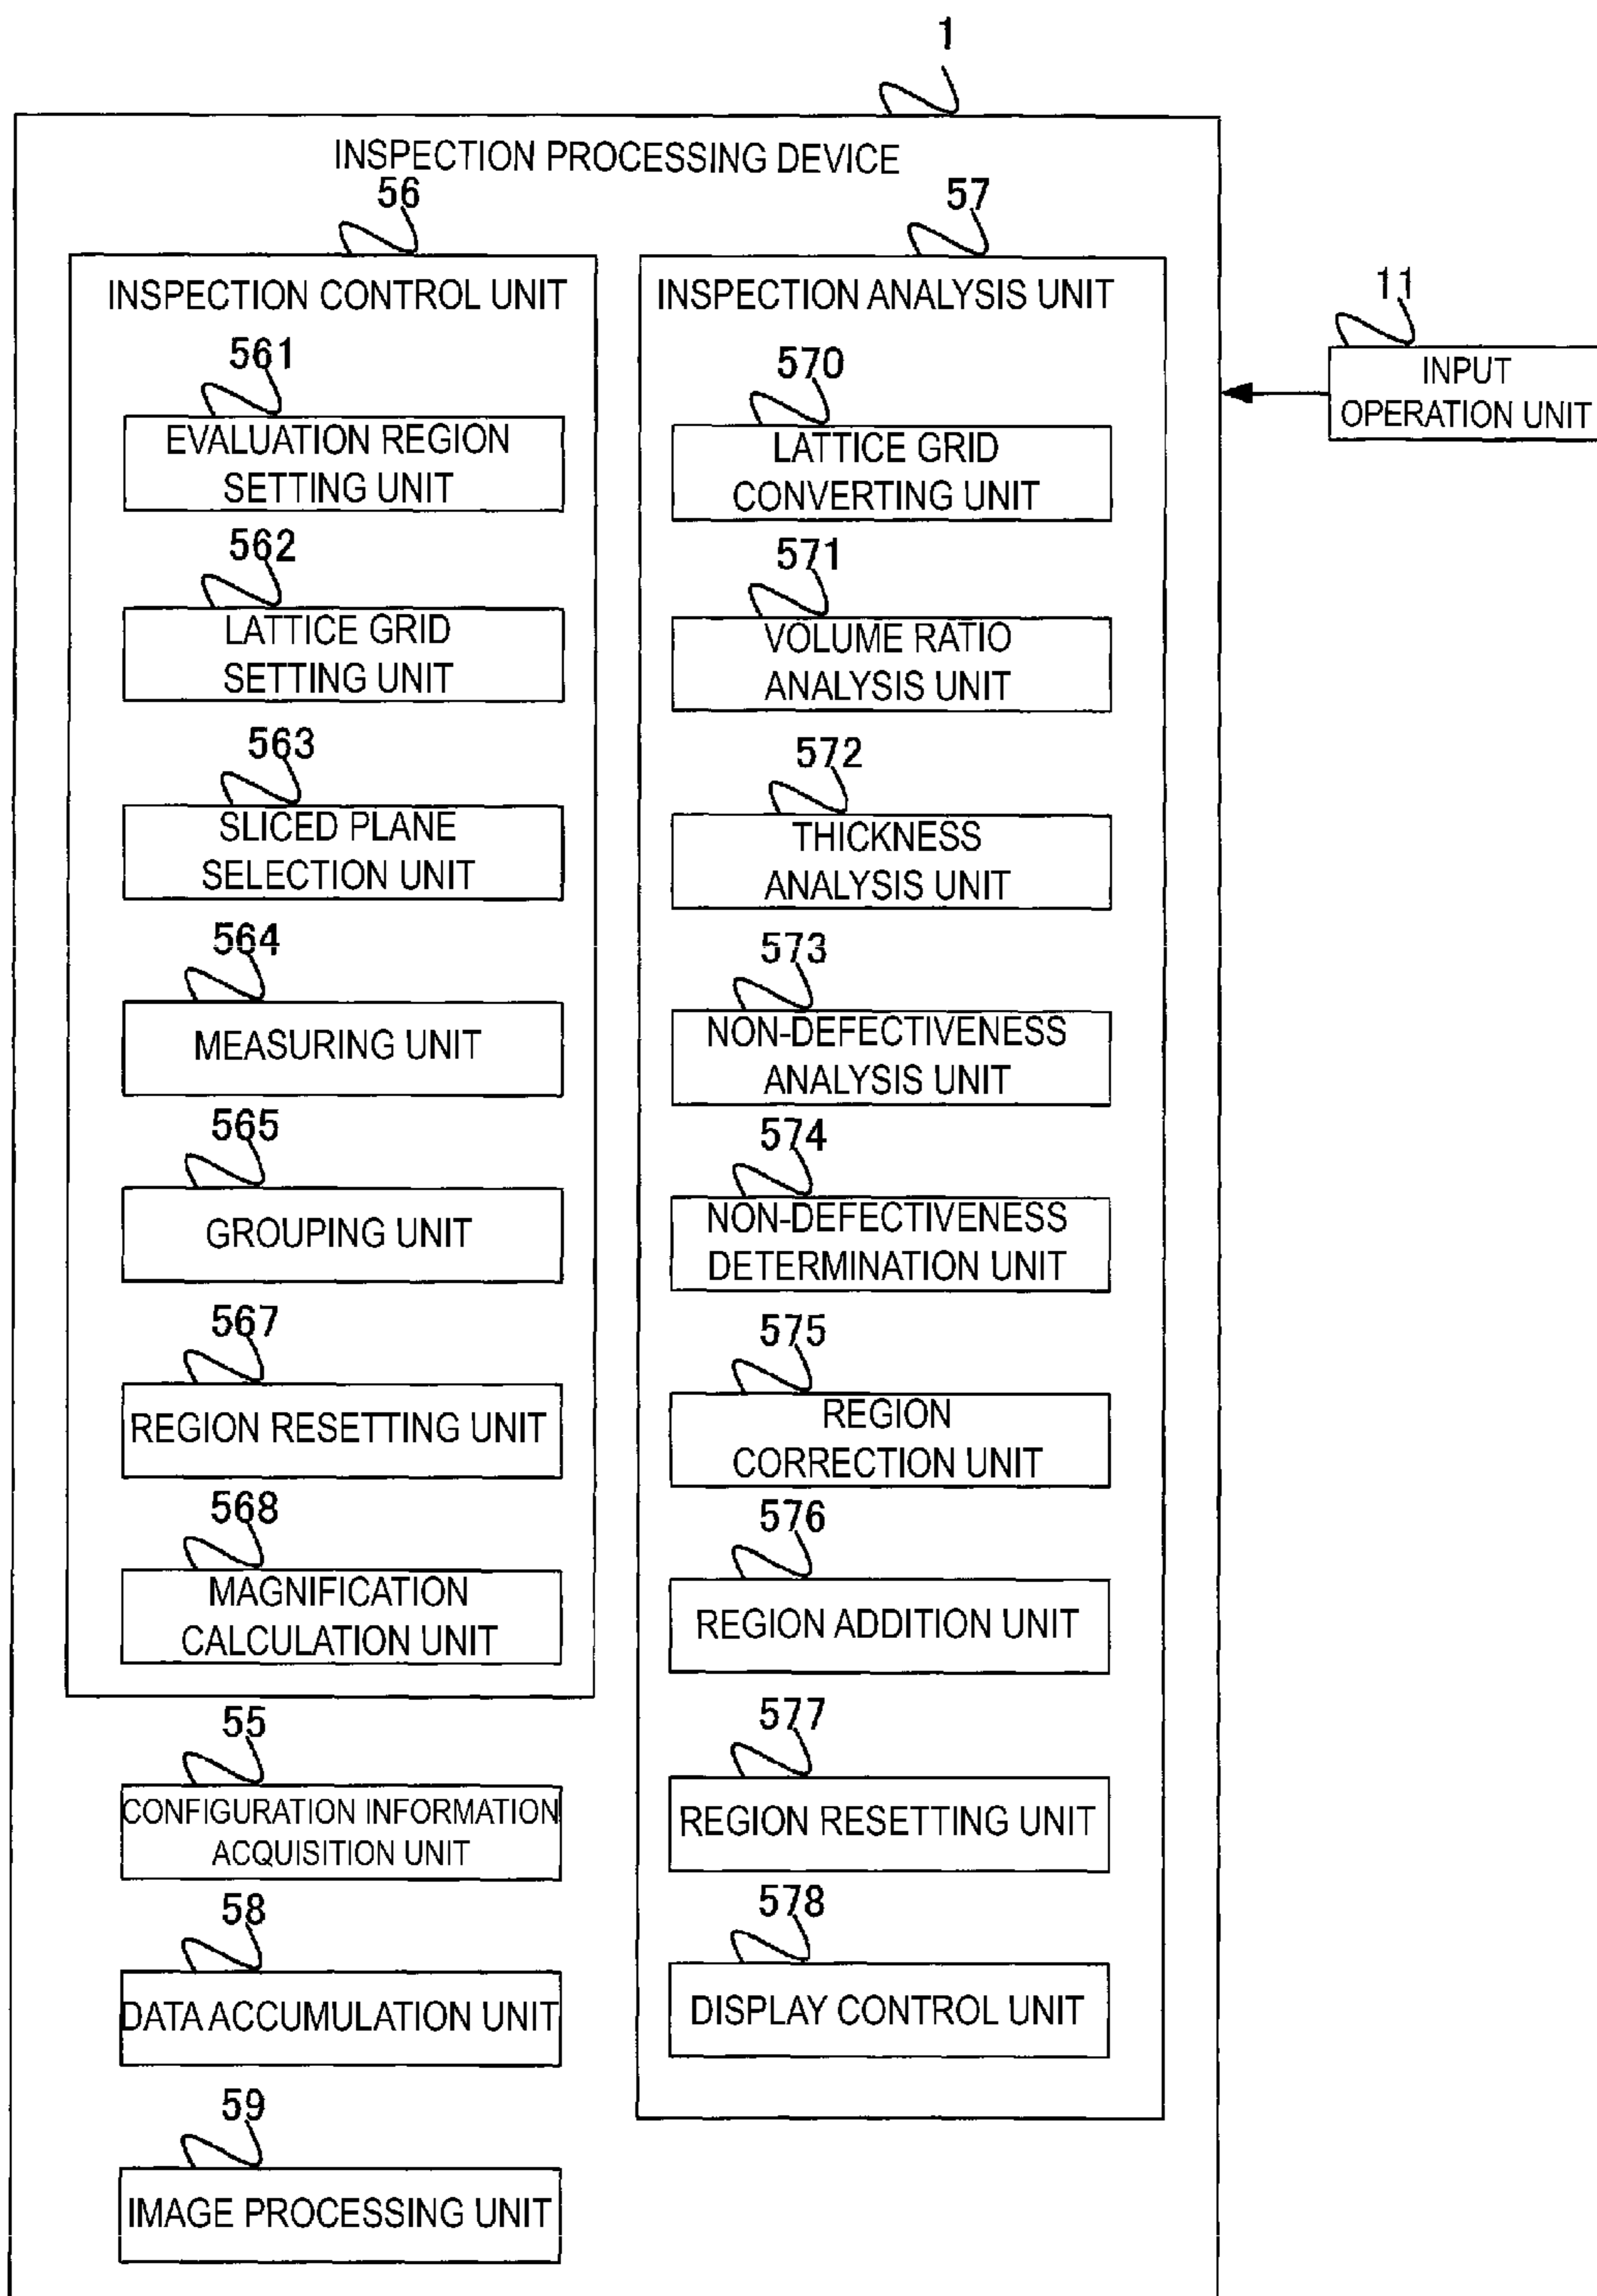 1
INSPECTION PROCESSING DEVICE
56
INSPECTION CONTROL UNIT
561
EVALUATION REGION
SETTING UNIT
562
LATTICE GRID
SETTING UNIT
563
SLICED PLANE
SELECTION UNIT
564
MEASURING UNIT
565
GROUPING UNIT
567
REGION RESETTING UNIT
568
MAGNIFICATION
CALCULATION UNIT
55
CONFIGURATION INFORMATION
ACQUISITION UNIT
58
DATA ACCUMULATION UNIT
59
IMAGE PROCESSING UNIT
57
INSPECTION ANALYSIS UNIT
570
LATTICE GRID
CONVERTING UNIT
571
VOLUME RATIO
ANALYSIS UNIT
572
THICKNESS
ANALYSIS UNIT
573
NON-DEFECTIVENESS
ANALYSIS UNIT
574
NON-DEFECTIVENESS
DETERMINATION UNIT
575
REGION
CORRECTION UNIT
576
REGION ADDITION UNIT
577
REGION RESETTING UNIT
578
DISPLAY CONTROL UNIT
11
INPUT
OPERATION UNIT